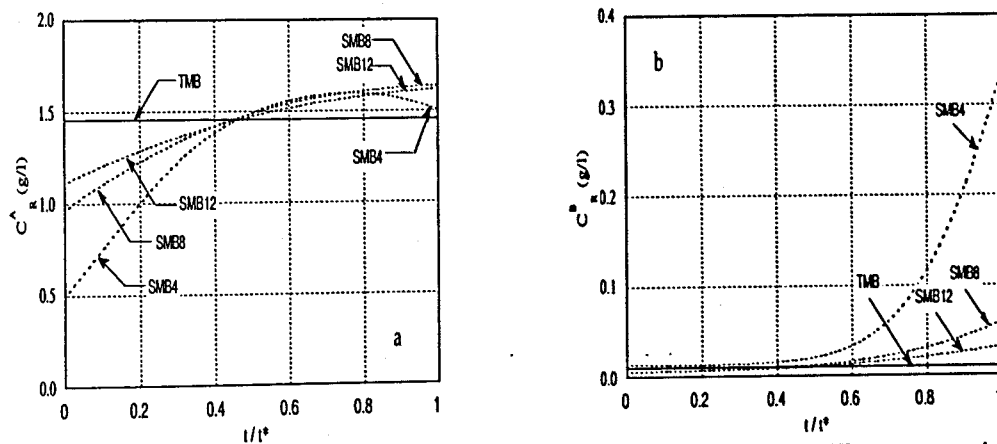 2.0
1.5
1.0
0.5
0.0
C^A_R (g/l)
TMB
SMB8
SMB12
SMB4
SMB12
SMB8
SMB4
a
0
0.2
0.4
0.6
0.8
1
t/t*
0.4
0.3
0.2
0.1
0.0
C^B_R (g/l)
b
SMB4
TMB
SMB12
SMB8
0
0.2
0.4
0.6
0.8
1
t/t*